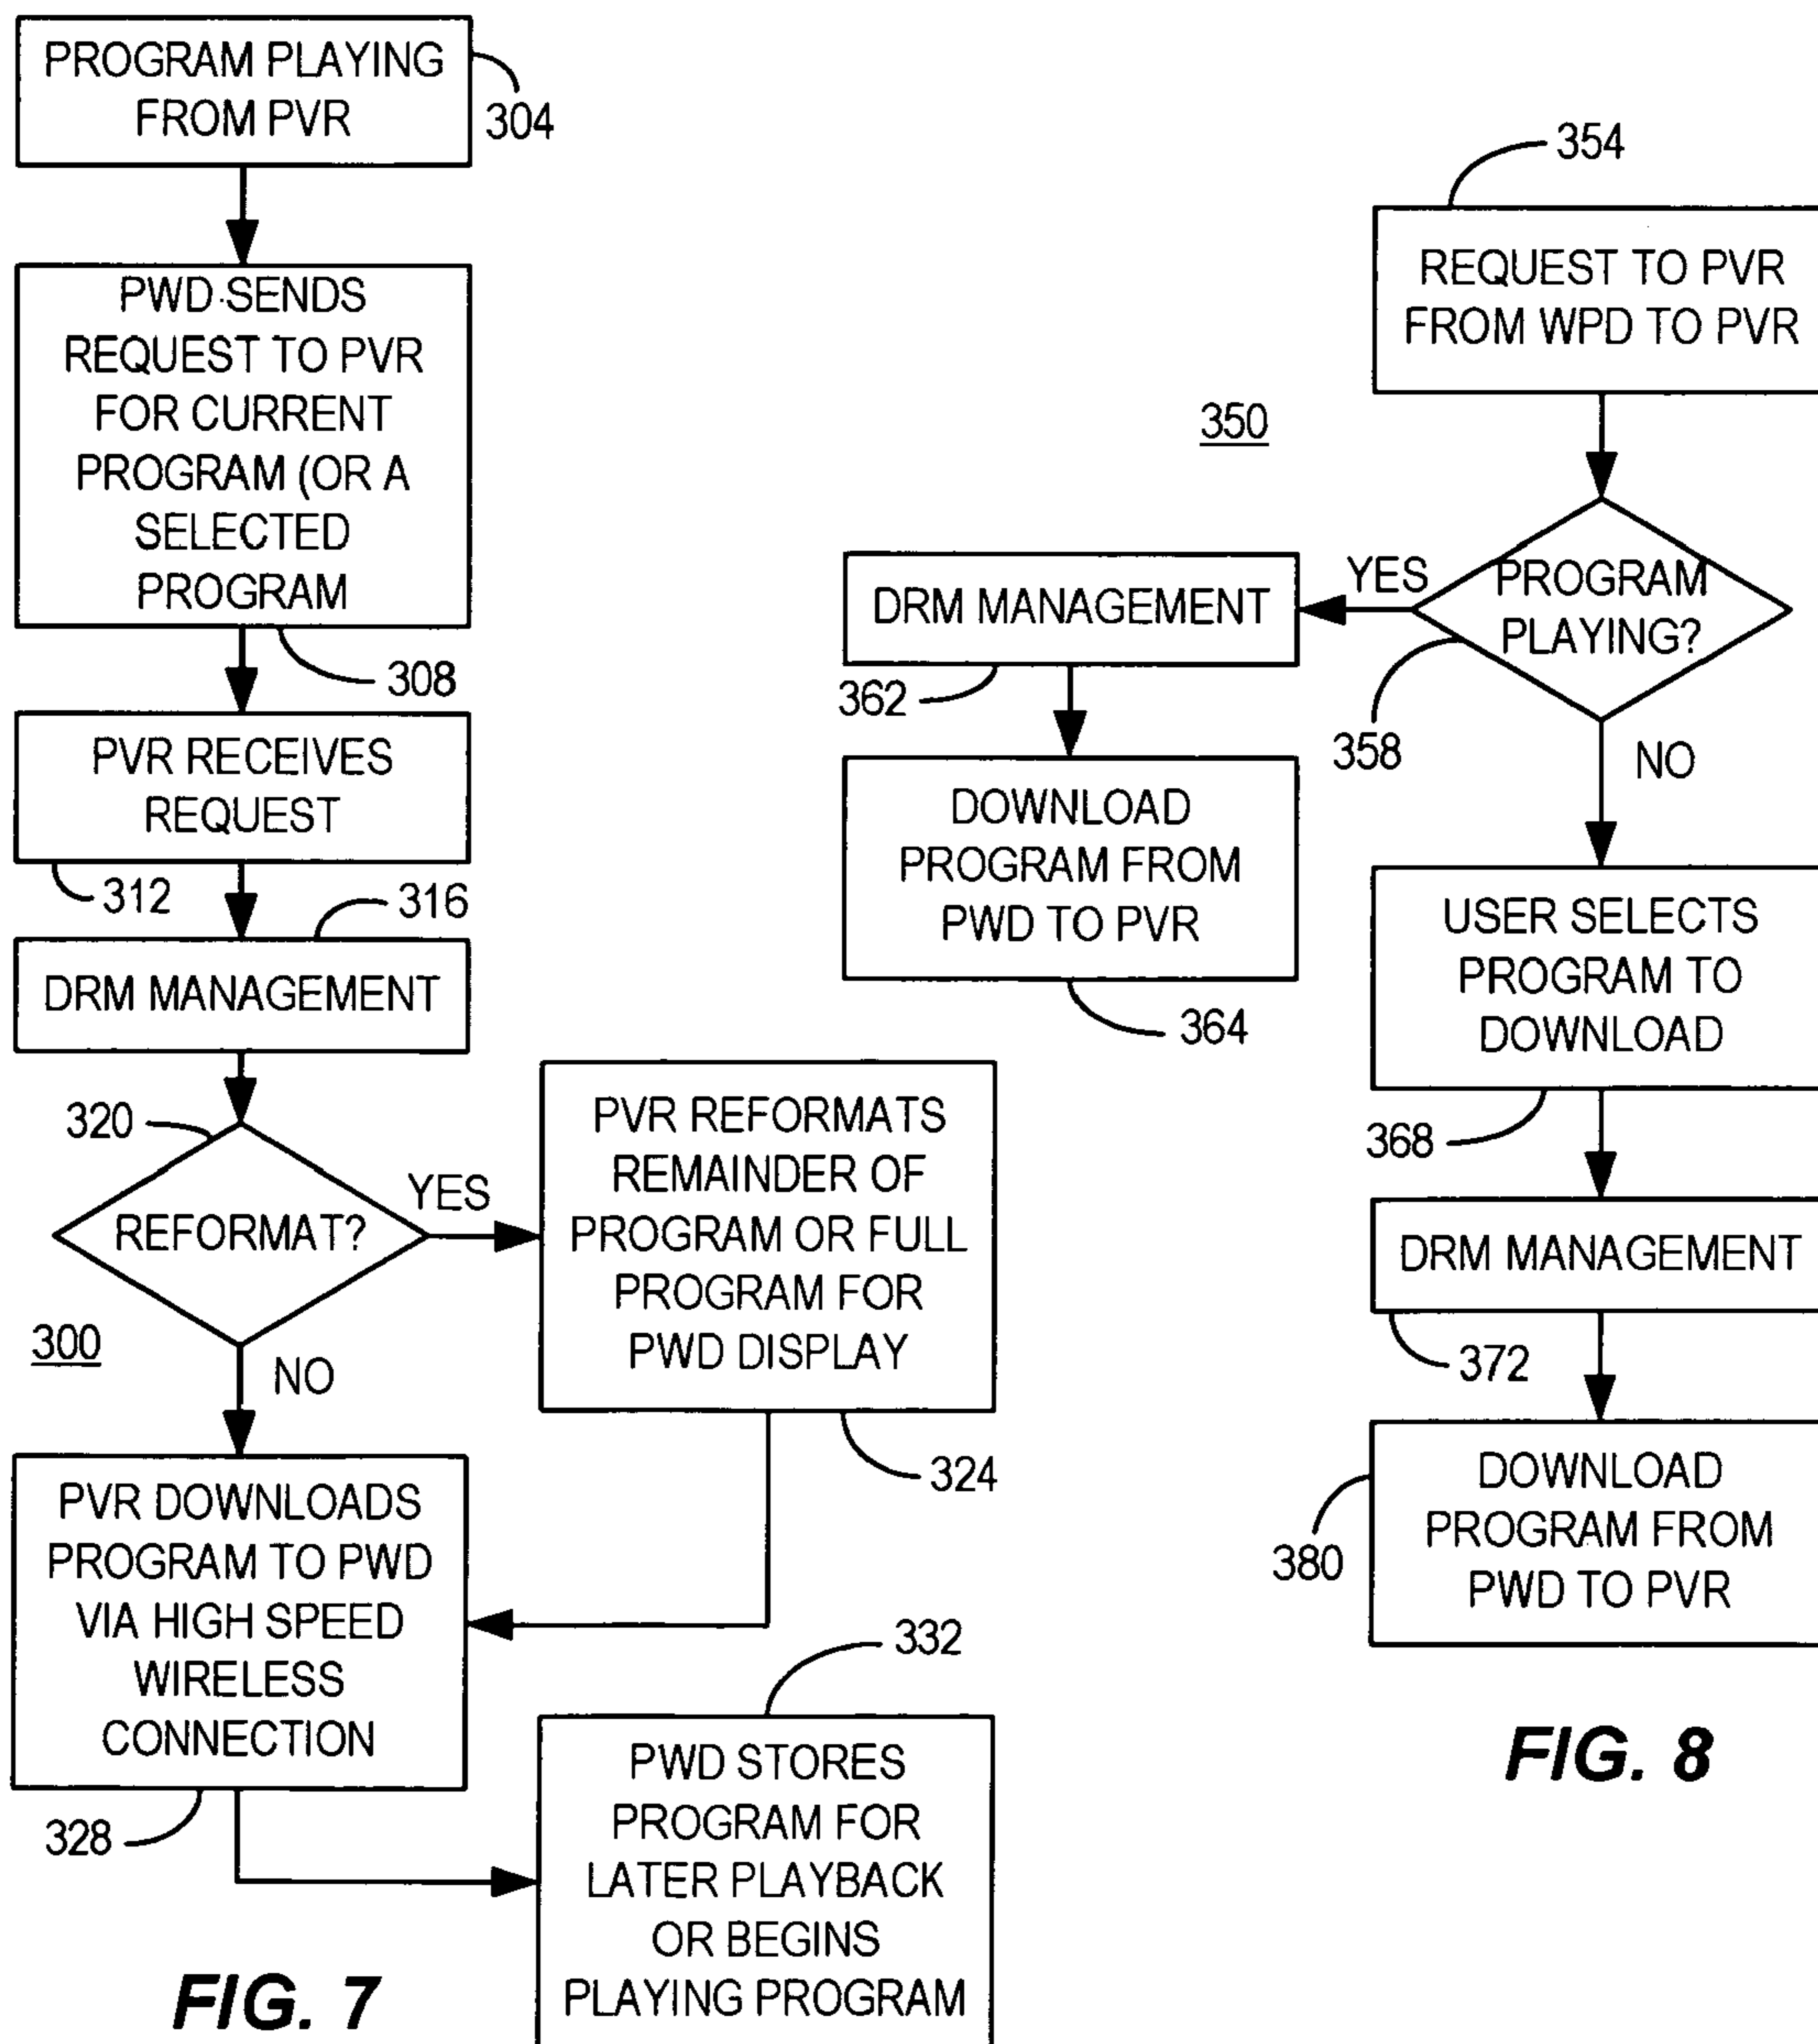 PROGRAM PLAYING
FROM PVR
304
PWD SENDS
REQUEST TO PVR
FOR CURRENT
PROGRAM (OR A
SELECTED
PROGRAM
308
PVR RECEIVES
REQUEST
312
316
DRM MANAGEMENT
320
REFORMAT?
YES
NO
300
PVR REFORMATS
REMAINDER OF
PROGRAM OR FULL
PROGRAM FOR
PWD DISPLAY
324
PVR DOWNLOADS
PROGRAM TO PWD
VIA HIGH SPEED
WIRELESS
CONNECTION
328
332
PWD STORES
PROGRAM FOR
LATER PLAYBACK
OR BEGINS
PLAYING PROGRAM
FIG. 7
354
REQUEST TO PVR
FROM WPD TO PVR
350
PROGRAM
PLAYING?
358
YES
NO
DRM MANAGEMENT
362
DOWNLOAD
PROGRAM FROM
PWD TO PVR
364
USER SELECTS
PROGRAM TO
DOWNLOAD
368
DRM MANAGEMENT
372
DOWNLOAD
PROGRAM FROM
PWD TO PVR
380
FIG. 8